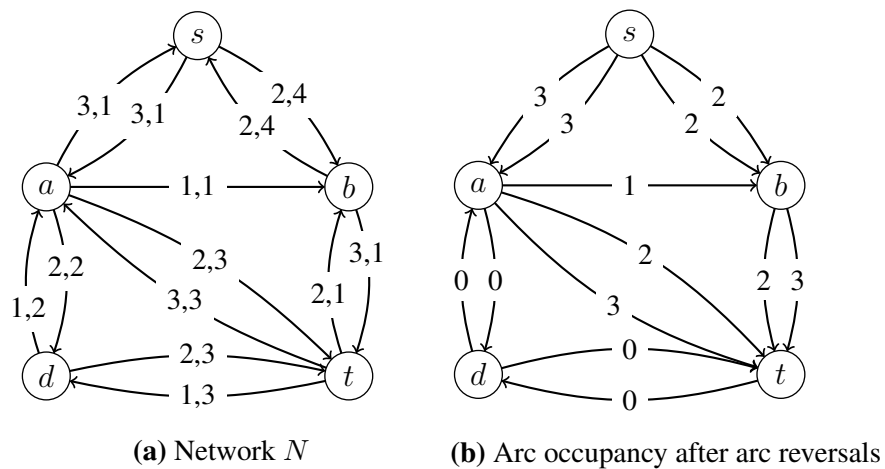 s
s
3,1
3,1
2,4
2,4
3
3
2
2
a
1,1
b
a
1
b
2,2
1,2
2,3
3,3
3,1
2,1
0
0
2
3
2
3
d
2,3
1,3
t
d
0
0
t
(a) Network N
(b) Arc occupancy after arc reversals